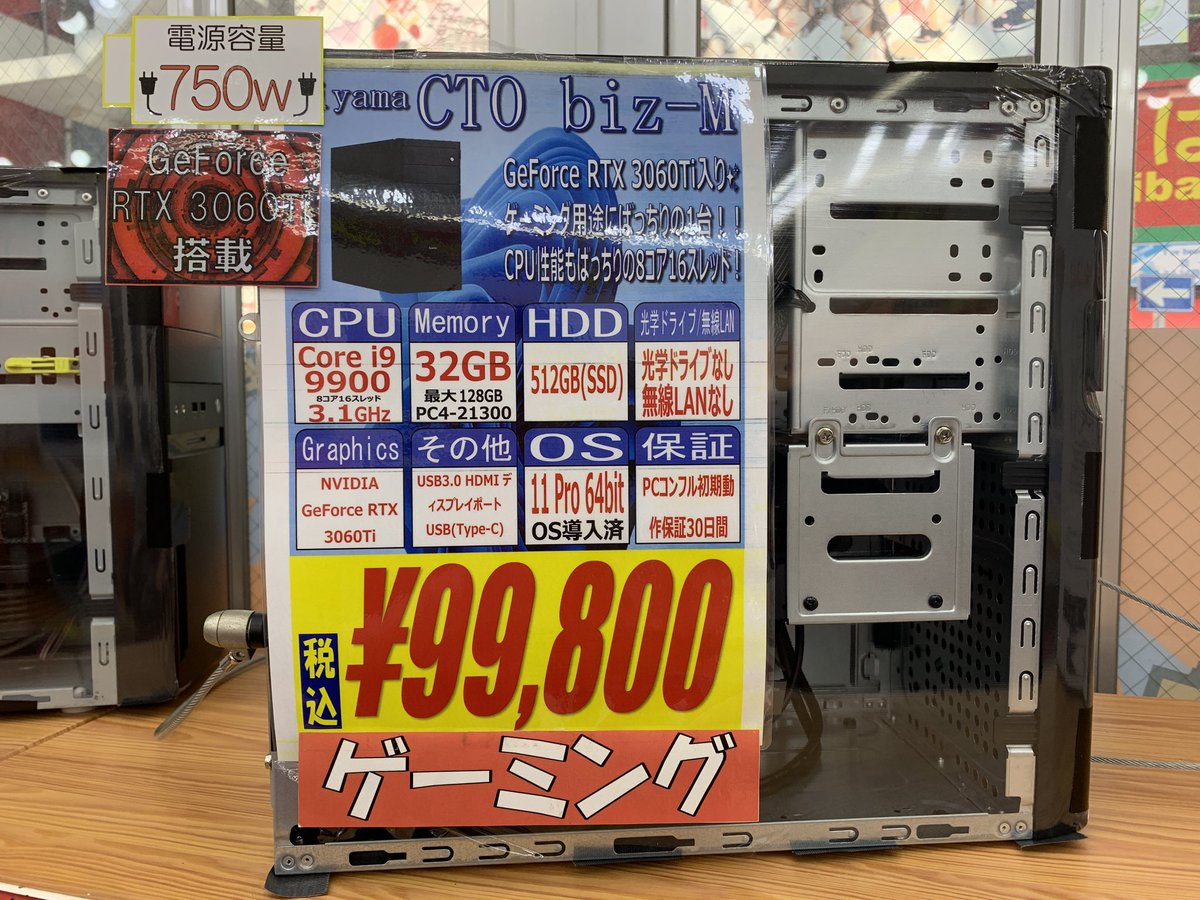 電源容量
750w
GeForce
RTX 3060Ti
搭載
yama CTO biz-M
GeForce RTX 3060Ti入り☆
ゲーミング用途にばっちりの1台！！
CPU性能もばっちりの8コア16スレッド！
CPU
Core i9
9900
8コア16スレッド
3.1GHz
Memory
32GB
最大128GB
PC4-21300
HDD
512GB(SSD)
光学ドライブ/無線LAN
光学ドライブなし
無線LANなし
Graphics
NVIDIA
GeForce RTX
3060Ti
その他
USB3.0 HDMI デ
ィスプレイポート
USB(Type-C)
OS
11 Pro 64bit
OS導入済
保証
PCコンフル初期動
作保証30日間
税込
¥99,800
ゲーミング